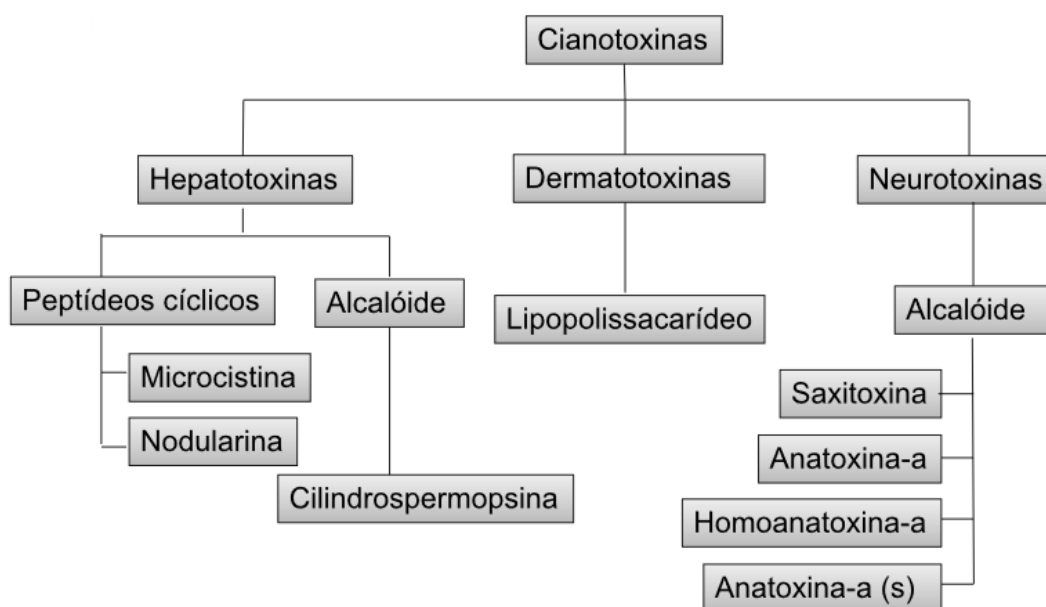 Cianotoxinas
Hepatotoxinas
Dermatotoxinas
Neurotoxinas
Peptídeos cíclicos
Alcalóide
Lipopolissacarídeo
Alcalóide
Microcistina
Nodularina
Cilindrospermopsina
Saxitoxina
Anatoxina-a
Homoanatoxina-a
Anatoxina-a (s)